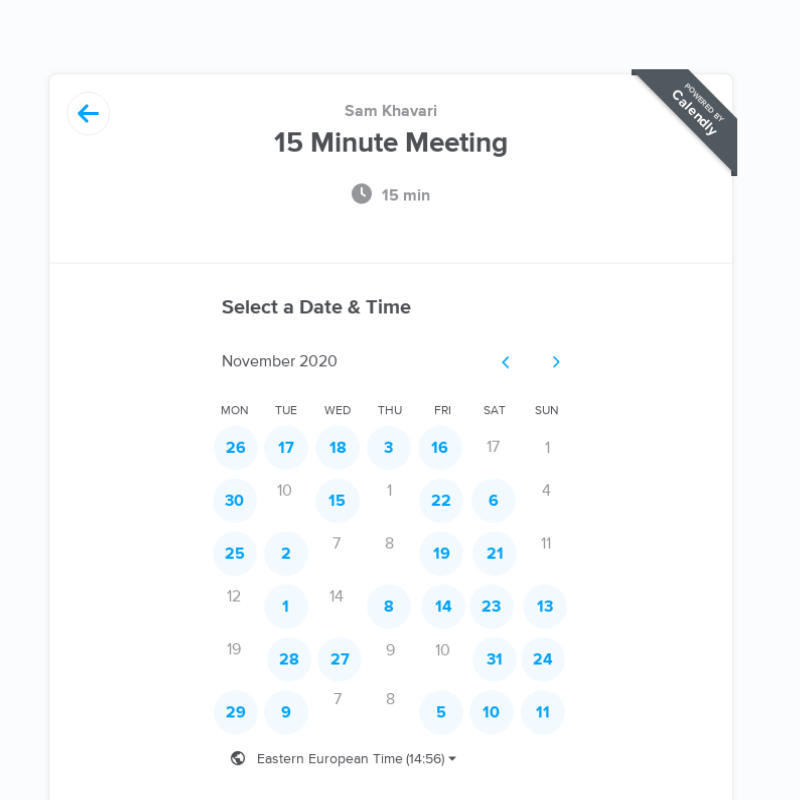 POWERED BY
Calendly
Sam Khavari
15 Minute Meeting
15 min
Select a Date & Time
November 2020
MON TUE WED THU FRI SAT SUN
26 17 18 3 16 17 1
30 10 15 1 22 6 4
25 2 7 8 19 21 11
12 1 14 8 14 23 13
19 28 27 9 10 31 24
29 9 7 8 5 10 11
Eastern European Time (14:56)